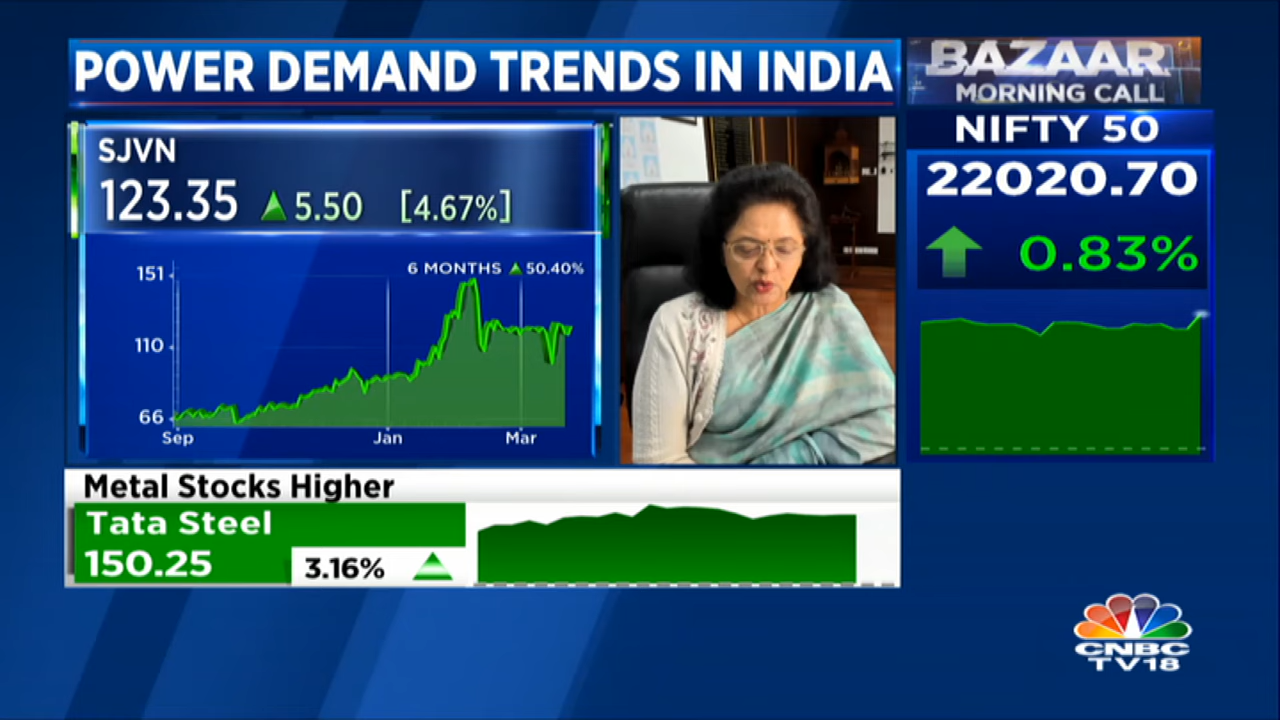 POWER DEMAND TRENDS IN INDIA
BAZAAR
MORNING CALL
SJVN
123.35 ▲ 5.50 [4.67%]
6 MONTHS ▲ 50.40%
151
110
66
Sep Jan Mar
NIFTY 50
22020.70
0.83%
Metal Stocks Higher
Tata Steel
150.25
3.16%
CNBC
TV18